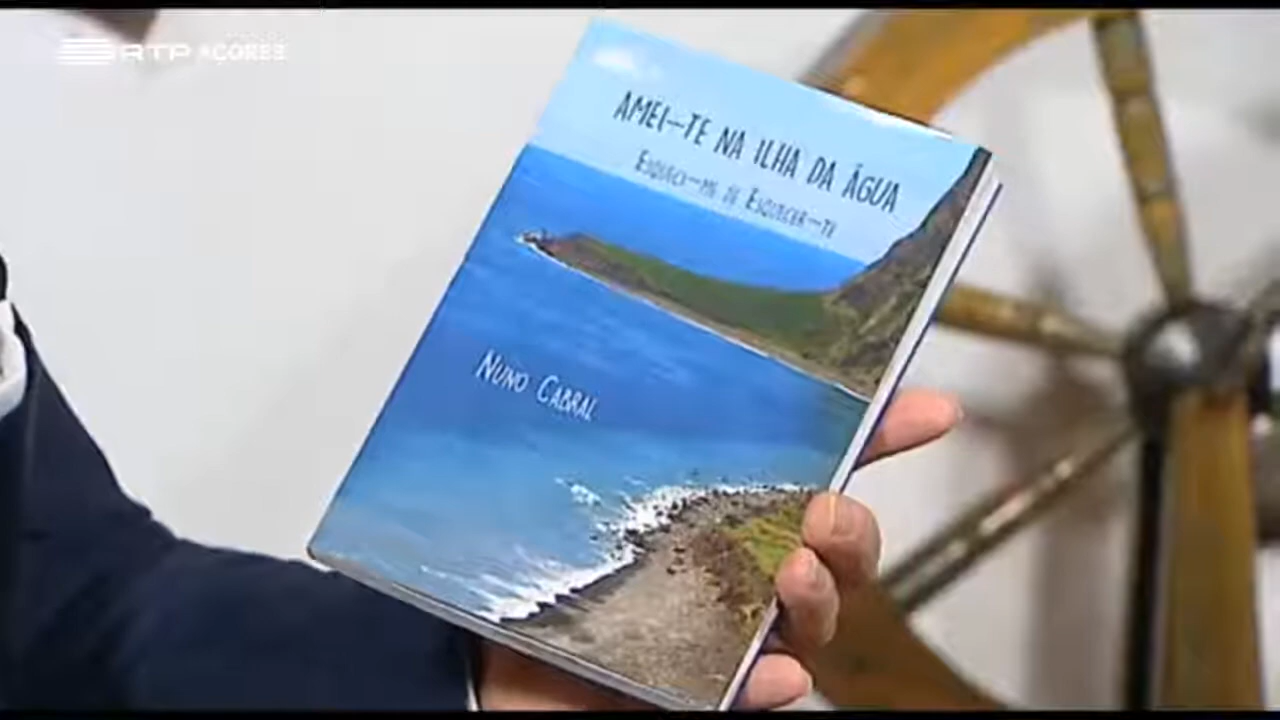 RTP AÇORES
AMEI-TE NA ILHA DA ÁGUA
ESQUECI-ME DE ESQUECER-TE
NUNO CABRAL